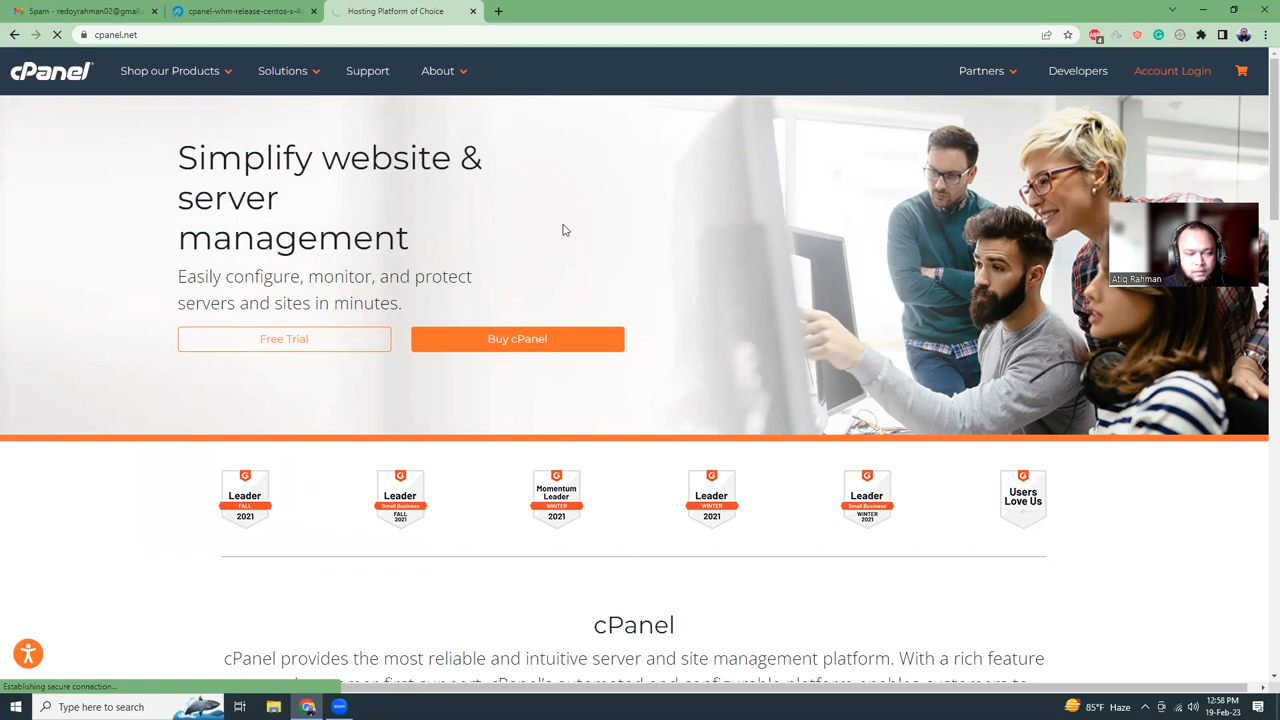 Spam - redoyrahman02@gmail.
cpanel-whm-release-centos-s-4
Hosting Platform of Choice
cpanel.net
4
cPanel
Shop our Products
Solutions
Support
About
Partners
Developers
Account Login
Simplify website &
server
management
Easily configure, monitor, and protect
servers and sites in minutes.
Free Trial
Buy cPanel
Atiq Rahman
Leader
FALL
2021
Leader
Small Business
FALL
2021
Momentum
Leader
WINTER
2021
Leader
WINTER
2021
Leader
Small Business
WINTER
2021
Users
Love Us
cPanel
cPanel provides the most reliable and intuitive server and site management platform. With a rich feature
Establishing secure connection...
Type here to search
zoom
85°F Haze
12:58 PM
19-Feb-23